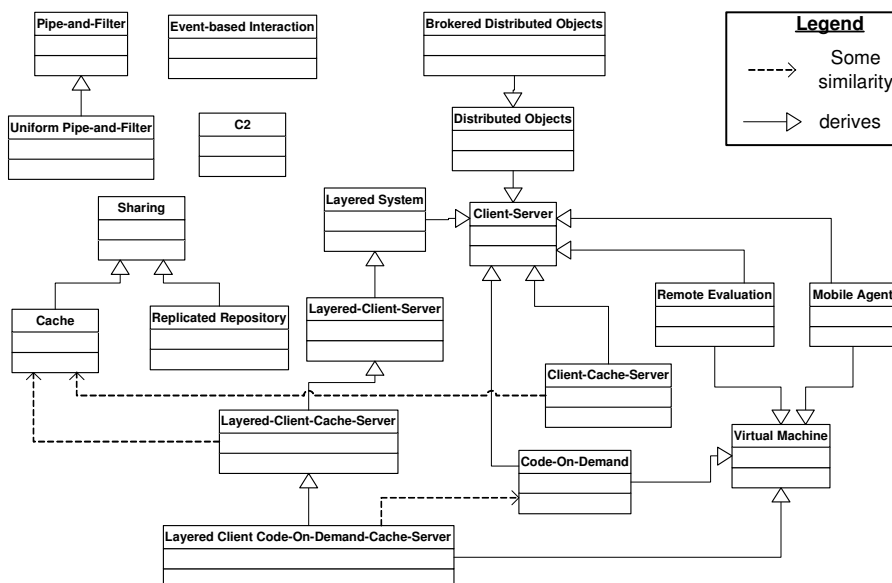 Pipe-and-Filter
Event-based Interaction
Brokered Distributed Objects
Legend
Some
similarity
derives
Uniform Pipe-and-Filter
C2
Distributed Objects
Sharing
Layered System
Client-Server
Cache
Replicated Repository
Layered-Client-Server
Remote Evaluation
Mobile Agent
Client-Cache-Server
Layered-Client-Cache-Server
Virtual Machine
Code-On-Demand
Layered Client Code-On-Demand-Cache-Server